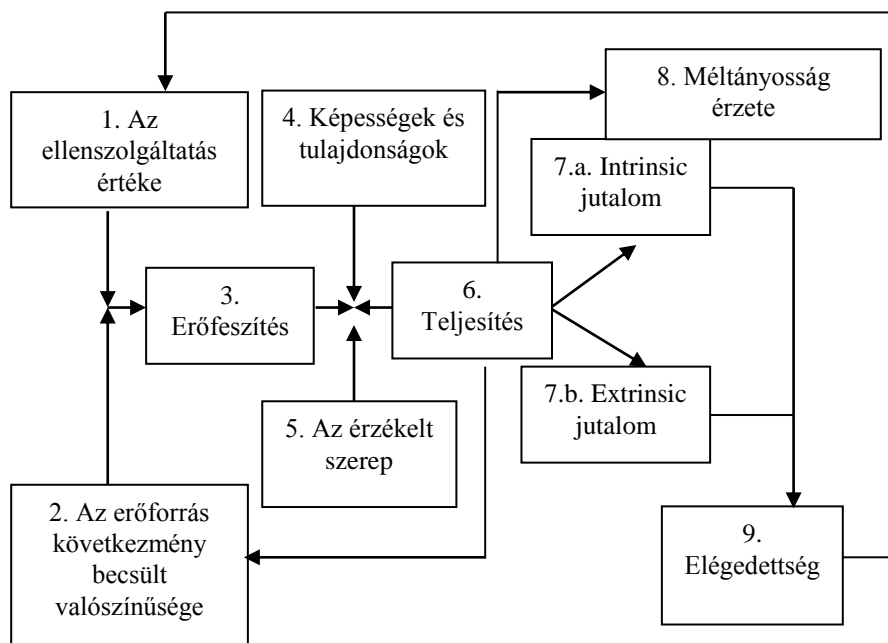 1. Az
ellenszolgáltatás
értéke
2. Az erőforrás
következmény
becsült
valószínűsége
3.
Erőfeszítés
4. Képességek és
tulajdonságok
5. Az érzékelt
szerep
6.
Teljesítés
7.a. Intrinsic
jutalom
7.b. Extrinsic
jutalom
8. Méltányosság
érzete
9.
Elégedettség